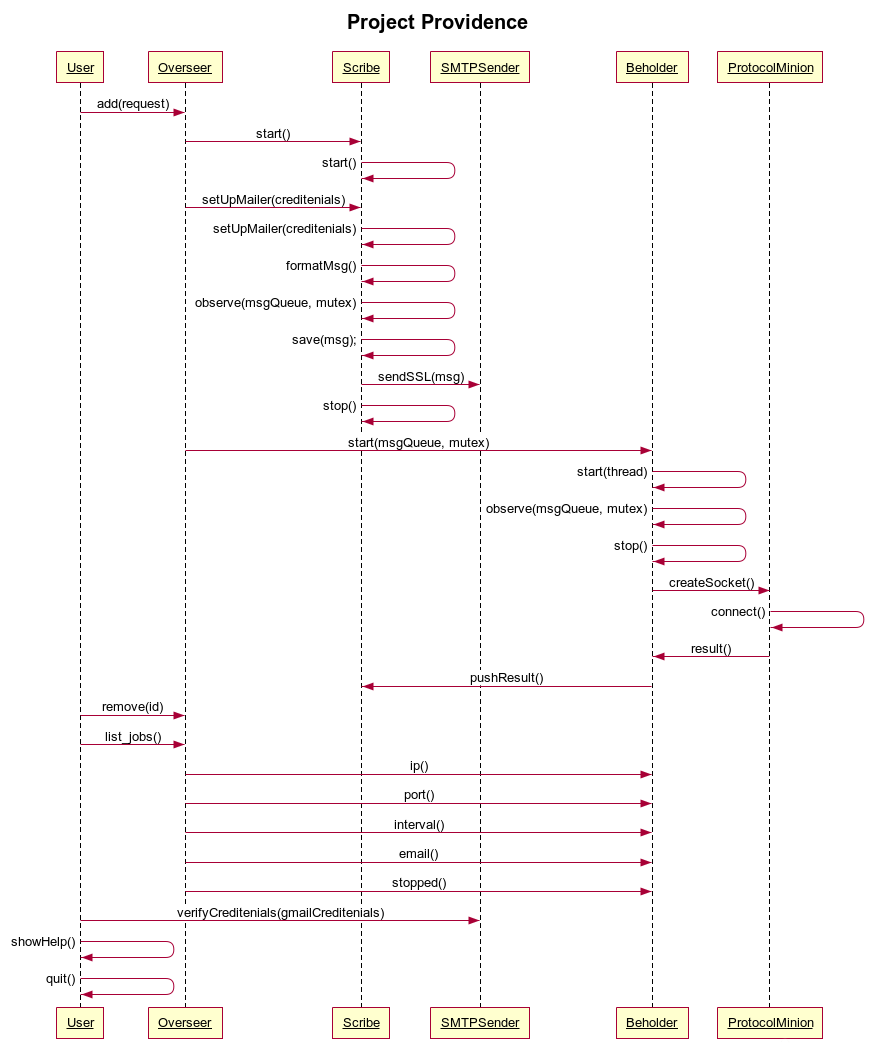 Project Providence
User Overseer Scribe SMTPSender Beholder ProtocolMinion
add(request)
start()
start()
setUpMailer(creditenials)
setUpMailer(creditenials)
formatMsg()
observe(msgQueue, mutex)
save(msg);
sendSSL(msg)
stop()
start(msgQueue, mutex)
start(thread)
observe(msgQueue, mutex)
stop()
createSocket()
connect()
result()
pushResult()
remove(id)
list_jobs()
ip()
port()
interval()
email()
stopped()
verifyCreditenials(gmailCreditenials)
showHelp()
quit()
User Overseer Scribe SMTPSender Beholder ProtocolMinion